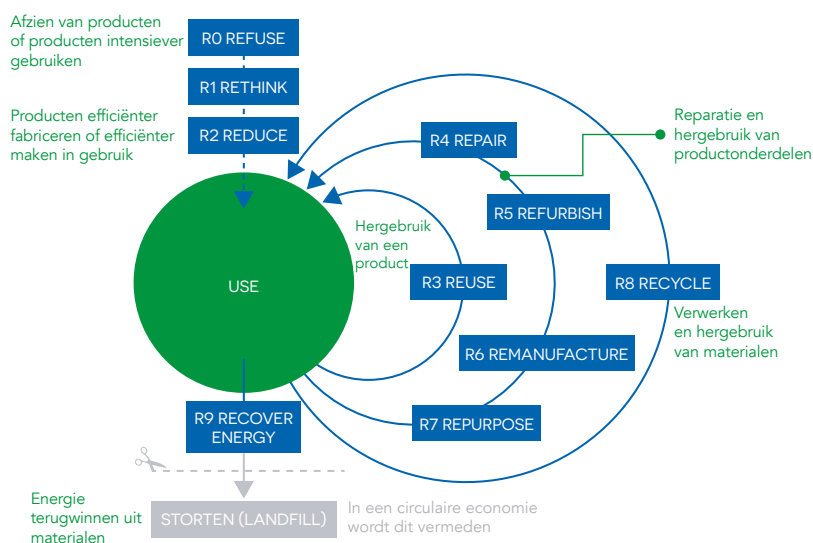 Afzien van producten
of producten intensiever
gebruiken
R0 REFUSE
R1 RETHINK
Producten efficiënter
fabriceren of efficiënter
maken in gebruik
R2 REDUCE
R4 REPAIR
Reparatie en
hergebruik van
productonderdelen
R5 REFURBISH
Hergebruik
van een
product
USE
R3 REUSE
R8 RECYCLE
Verwerken
en hergebruik
van materialen
R6 REMANUFACTURE
R7 REPURPOSE
R9 RECOVER
ENERGY
Energie
terugwinnen uit
materialen
STORTEN (LANDFILL)
In een circulaire economie
wordt dit vermeden